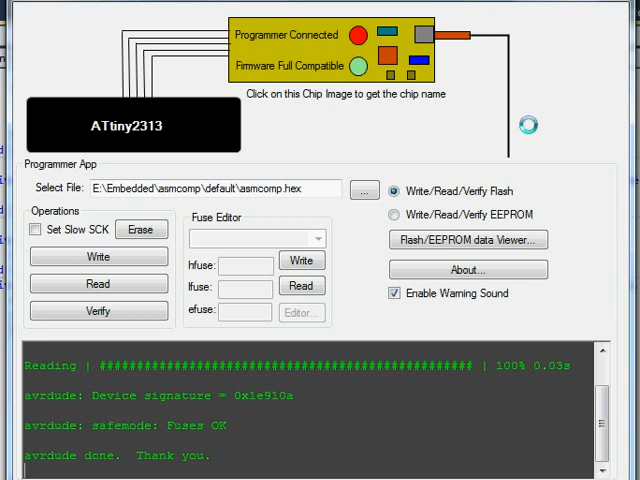 Programmer Connected
Firmware Full Compatible
Click on this Chip Image to get the chip name
ATtiny2313
Programmer App
Select File: E:\Embedded\asmcomp\default\asmcomp.hex ...
Write/Read/Verify Flash
Write/Read/Verify EEPROM
Flash/EEPROM data Viewer...
About...
Enable Warning Sound
Operations
Set Slow SCK Erase
Write
Read
Verify
Fuse Editor
hfuse: Write
lfuse: Read
efuse: Editor...
Reading | ################################################## | 100% 0.03s
avrdude: Device signature = 0x1e910a
avrdude: safemode: Fuses OK
avrdude done.  Thank you.